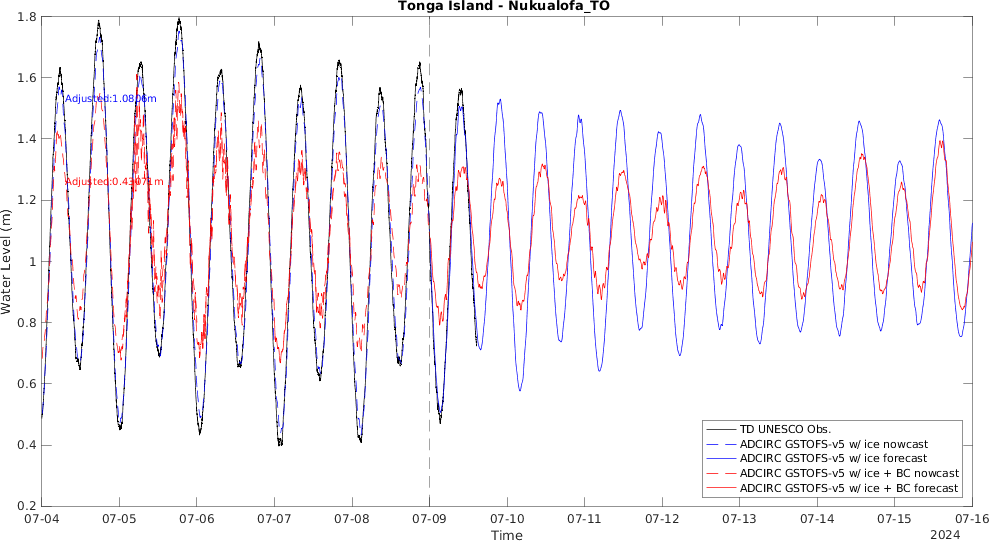 Tonga Island - Nukualofa_TO
1.8
1.6
1.4
1.2
1
0.8
0.6
0.4
0.2
Water Level (m)
Adjusted:1.0806m
Adjusted:0.43071m
TD UNESCO Obs.
ADCIRC GSTOFS-v5 w/ ice nowcast
ADCIRC GSTOFS-v5 w/ ice forecast
ADCIRC GSTOFS-v5 w/ ice + BC nowcast
ADCIRC GSTOFS-v5 w/ ice + BC forecast
07-04 07-05 07-06 07-07 07-08 07-09 07-10 07-11 07-12 07-13 07-14 07-15 07-16
Time
2024